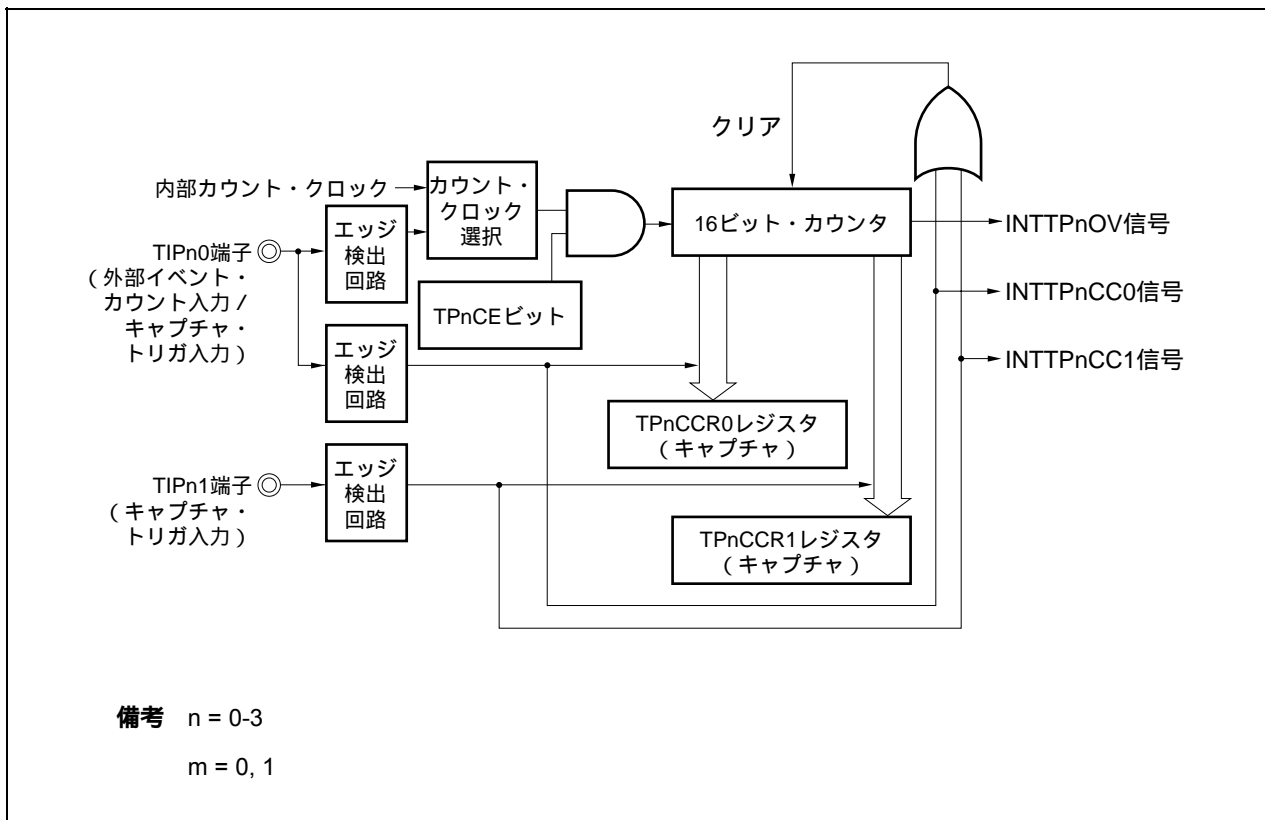 クリア
内部カウント・クロック
カウント・
クロック
選択
エッジ
検出
回路
TIPn0端子
(外部イベント・
カウント入力/
キャプチャ・
トリガ入力)
TPnCEビット
16ビット・カウンタ
INTTPnOV信号
INTTPnCC0信号
INTTPnCC1信号
エッジ
検出
回路
TPnCCR0レジスタ
(キャプチャ)
TIPn1端子
(キャプチャ・
トリガ入力)
エッジ
検出
回路
TPnCCR1レジスタ
(キャプチャ)
備考 n = 0-3
m = 0, 1